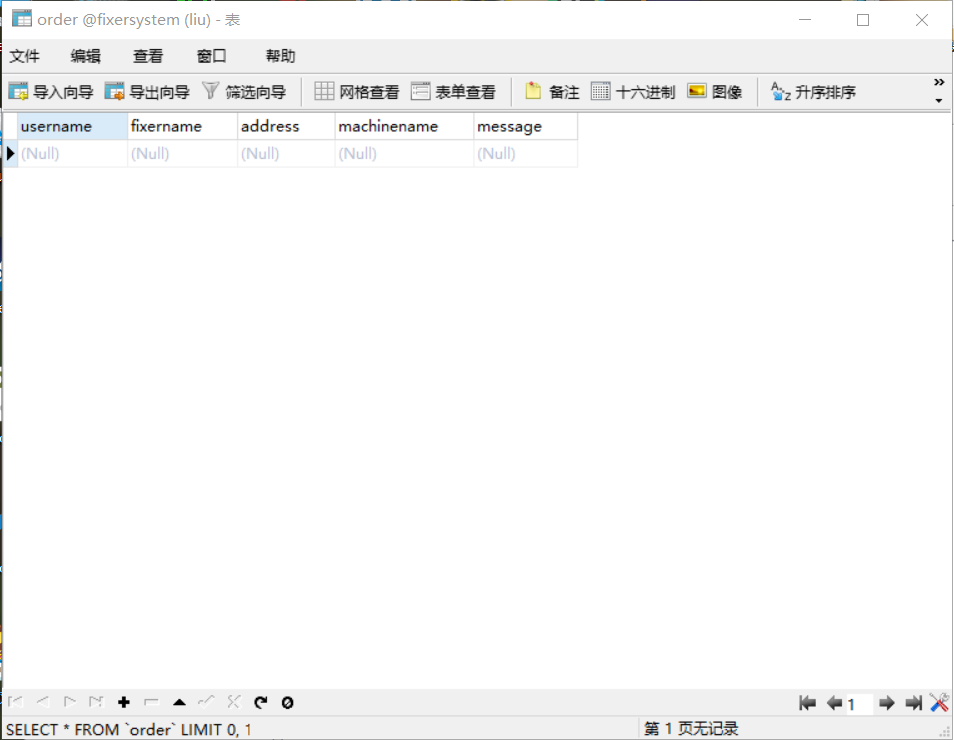 order @fixersystem (liu) - 表
文件 编辑 查看 窗口 帮助
导入向导 导出向导 筛选向导 网格查看 表单查看 备注 十六进制 图像 升序排序
username fixername address machinename message
(Null) (Null) (Null) (Null) (Null)
1
SELECT * FROM `order` LIMIT 0, 1 第 1 页无记录